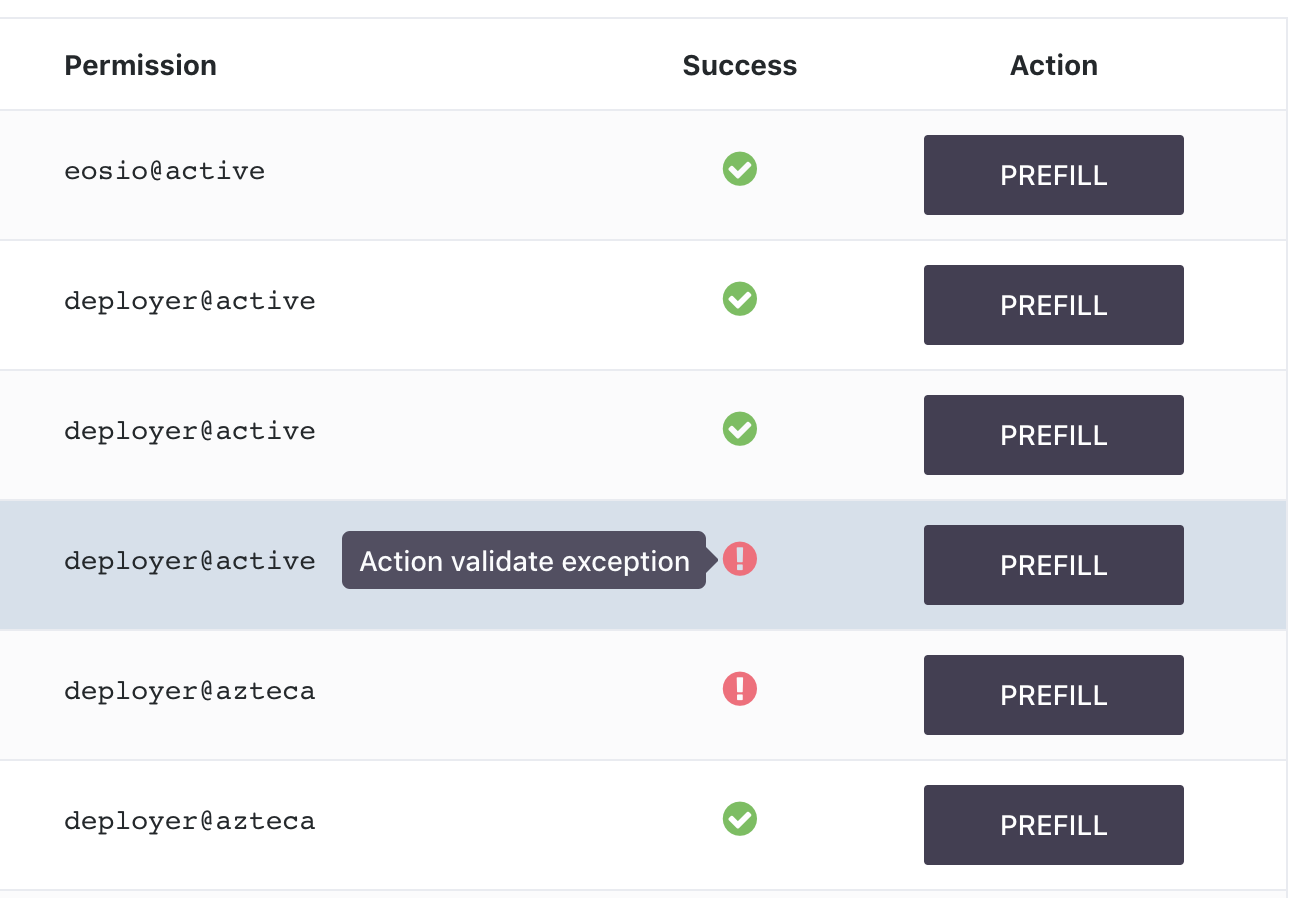 Permission Success Action
eosio@active PREFILL
deployer@active PREFILL
deployer@active PREFILL
deployer@active Action validate exception PREFILL
deployer@azteca PREFILL
deployer@azteca PREFILL